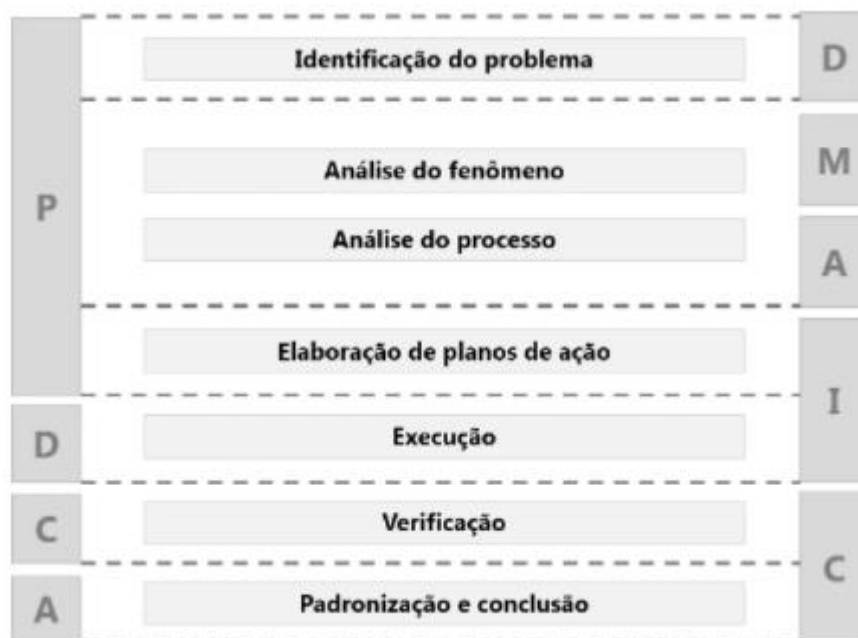 Identificação do problema
D
Análise do fenômeno
M
P
Análise do processo
A
Elaboração de planos de ação
I
D
Execução
C
Verificação
C
A
Padronização e conclusão